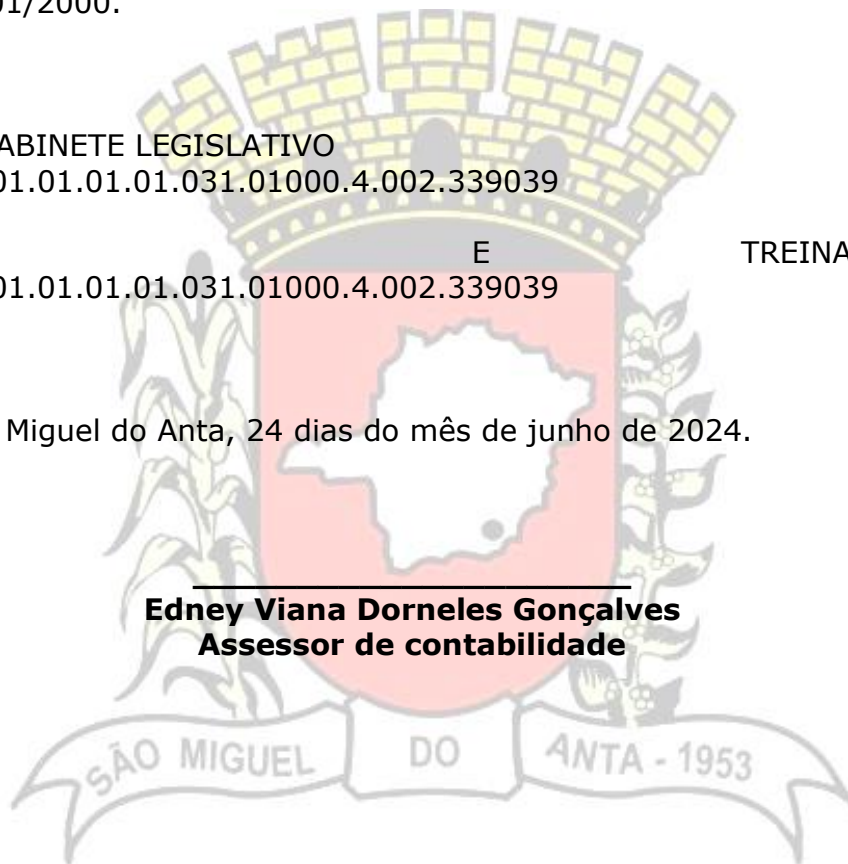 01/2000.
ABINETE LEGISLATIVO
01.01.01.01.031.01000.4.002.339039
E TREINA
01.01.01.01.031.01000.4.002.339039
Miguel do Anta, 24 dias do mês de junho de 2024.
Edney Viana Dorneles Gonçalves
Assessor de contabilidade
SÃO MIGUEL DO ANTA - 1953